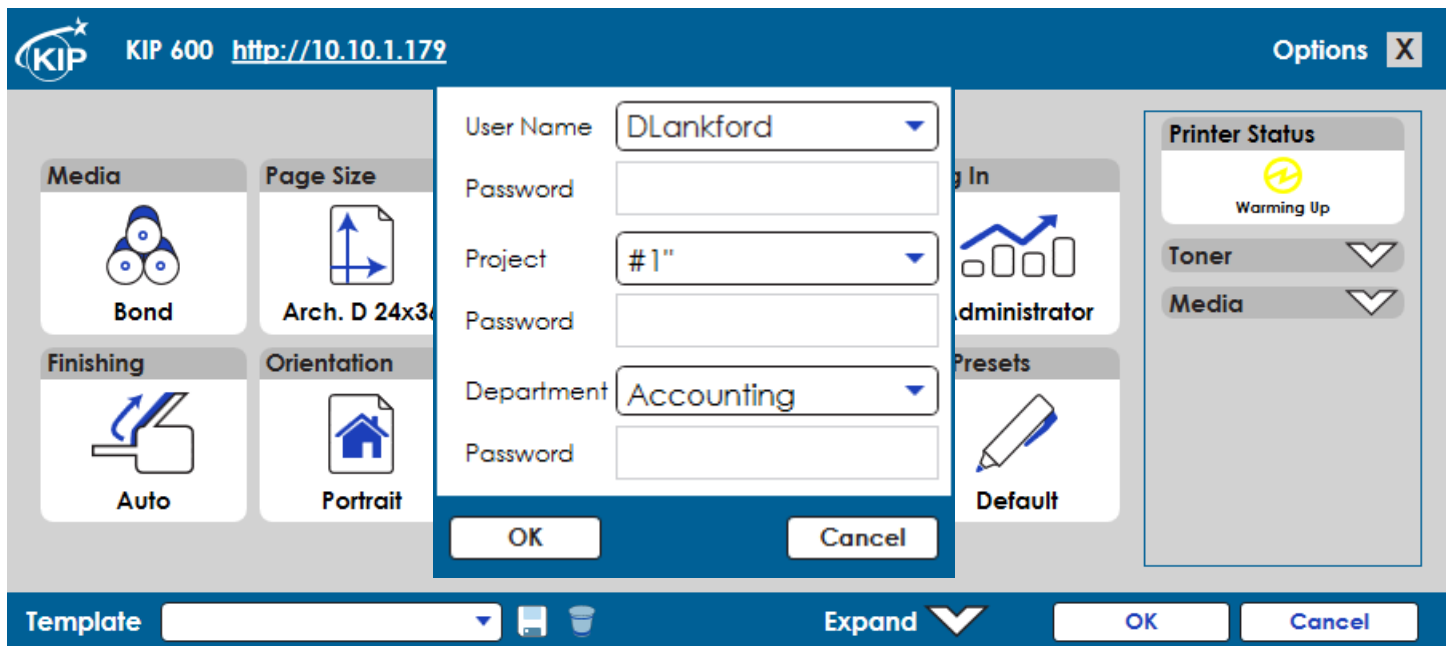 KIP KIP 600 http://10.10.1.179 Options X
User Name DLankford
Password
Project #1"
Password
Department Accounting
Password
OK Cancel
Media
Bond
Page Size
Arch. D 24x36
g In
Administrator
Finishing
Auto
Orientation
Portrait
Presets
Default
Printer Status
Warming Up
Toner
Media
Template Expand OK Cancel